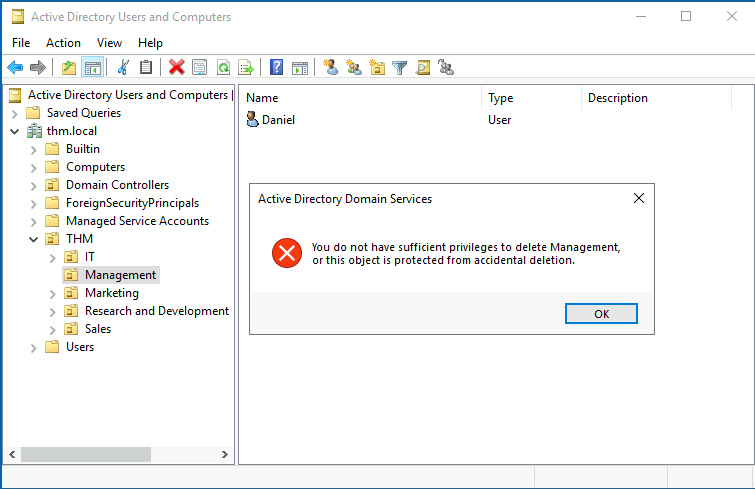 Active Directory Users and Computers
File Action View Help
Active Directory Users and Computers [
Saved Queries
thm.local
Builtin
Computers
Domain Controllers
ForeignSecurityPrincipals
Managed Service Accounts
THM
IT
Management
Marketing
Research and Development
Sales
Users
Name Type Description
Daniel User
Active Directory Domain Services
You do not have sufficient privileges to delete Management,
or this object is protected from accidental deletion.
OK